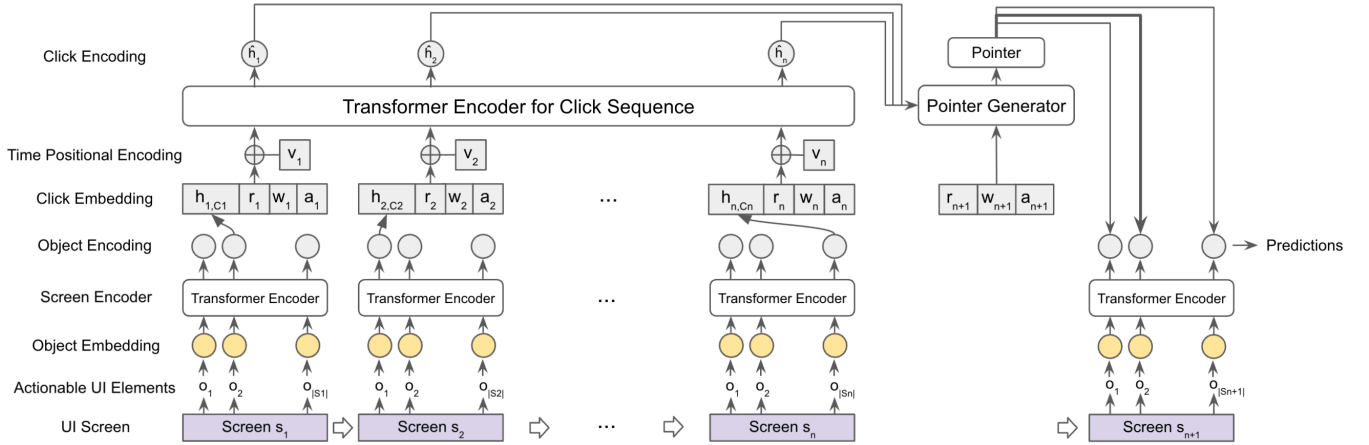 Click Encoding ĥ1 ĥ2 ĥn Pointer
Transformer Encoder for Click Sequence Pointer Generator
Time Positional Encoding v1 v2 vn
Click Embedding h1,C1 r1 w1 a1 h2,C2 r2 w2 a2 ... hn,Cn rn wn an rn+1 wn+1 an+1
Object Encoding Predictions
Screen Encoder Transformer Encoder Transformer Encoder ... Transformer Encoder Transformer Encoder
Object Embedding
Actionable UI Elements o1 o2 o|S1| o1 o2 o|S2| o1 o2 o|Sn| o1 o2 o|Sn+1|
UI Screen Screen s1 Screen s2 ... Screen sn Screen sn+1